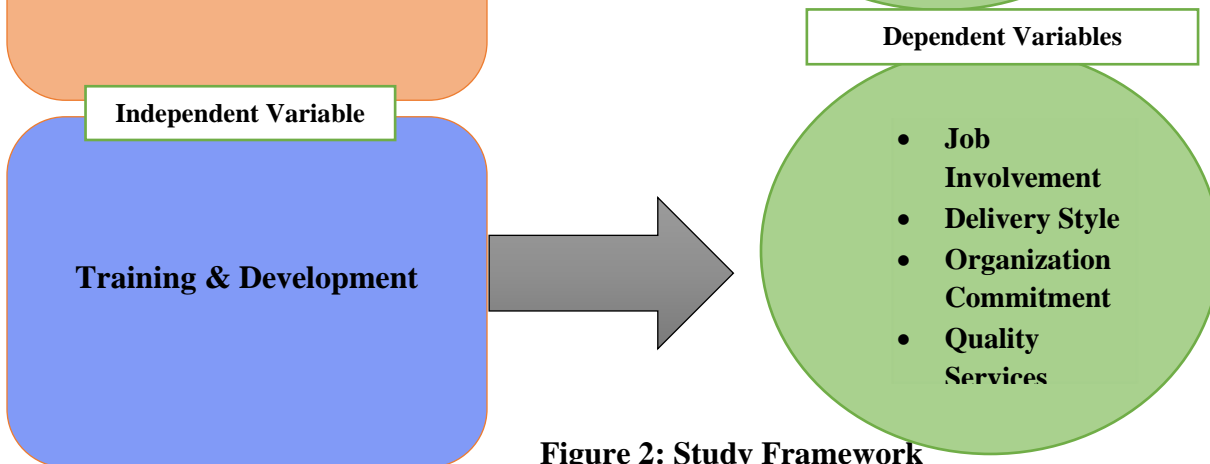 Dependent Variables
Independent Variable
• Job
Involvement
• Delivery Style
• Organization
Commitment
• Quality
Services
Training & Development
Figure 2: Study Framework